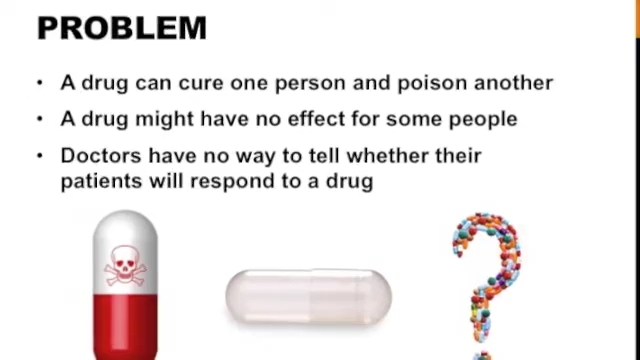 PROBLEM
• A drug can cure one person and poison another
• A drug might have no effect for some people
• Doctors have no way to tell whether their
patients will respond to a drug